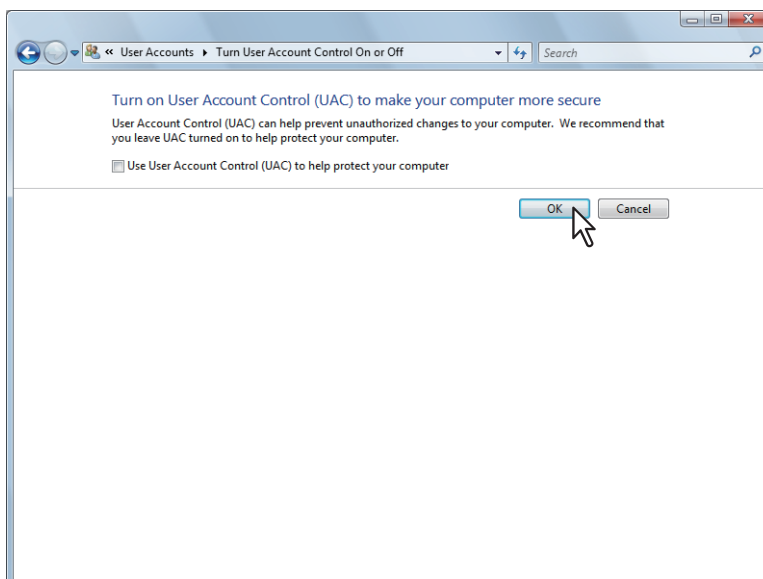 « User Accounts ▸ Turn User Account Control On or Off
Search
Turn on User Account Control (UAC) to make your computer more secure
User Account Control (UAC) can help prevent unauthorized changes to your computer. We recommend that
you leave UAC turned on to help protect your computer.
Use User Account Control (UAC) to help protect your computer
OK
Cancel